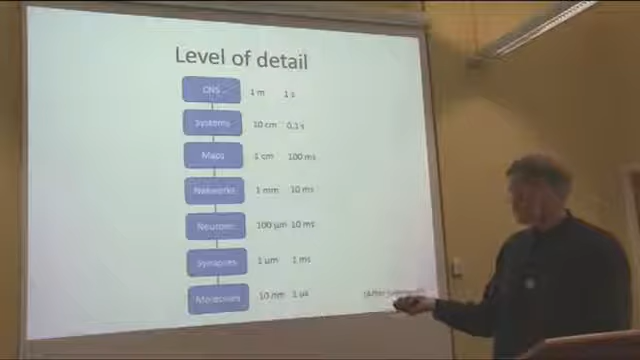 Level of detail
CNS 1 m 1 s
Systems 10 cm 0.1 s
Maps 1 cm 100 ms
Networks 1 mm 10 ms
Neurons 100 µm 10 ms
Synapses 1 µm 1 ms
Molecules 10 nm 1 µs
(After